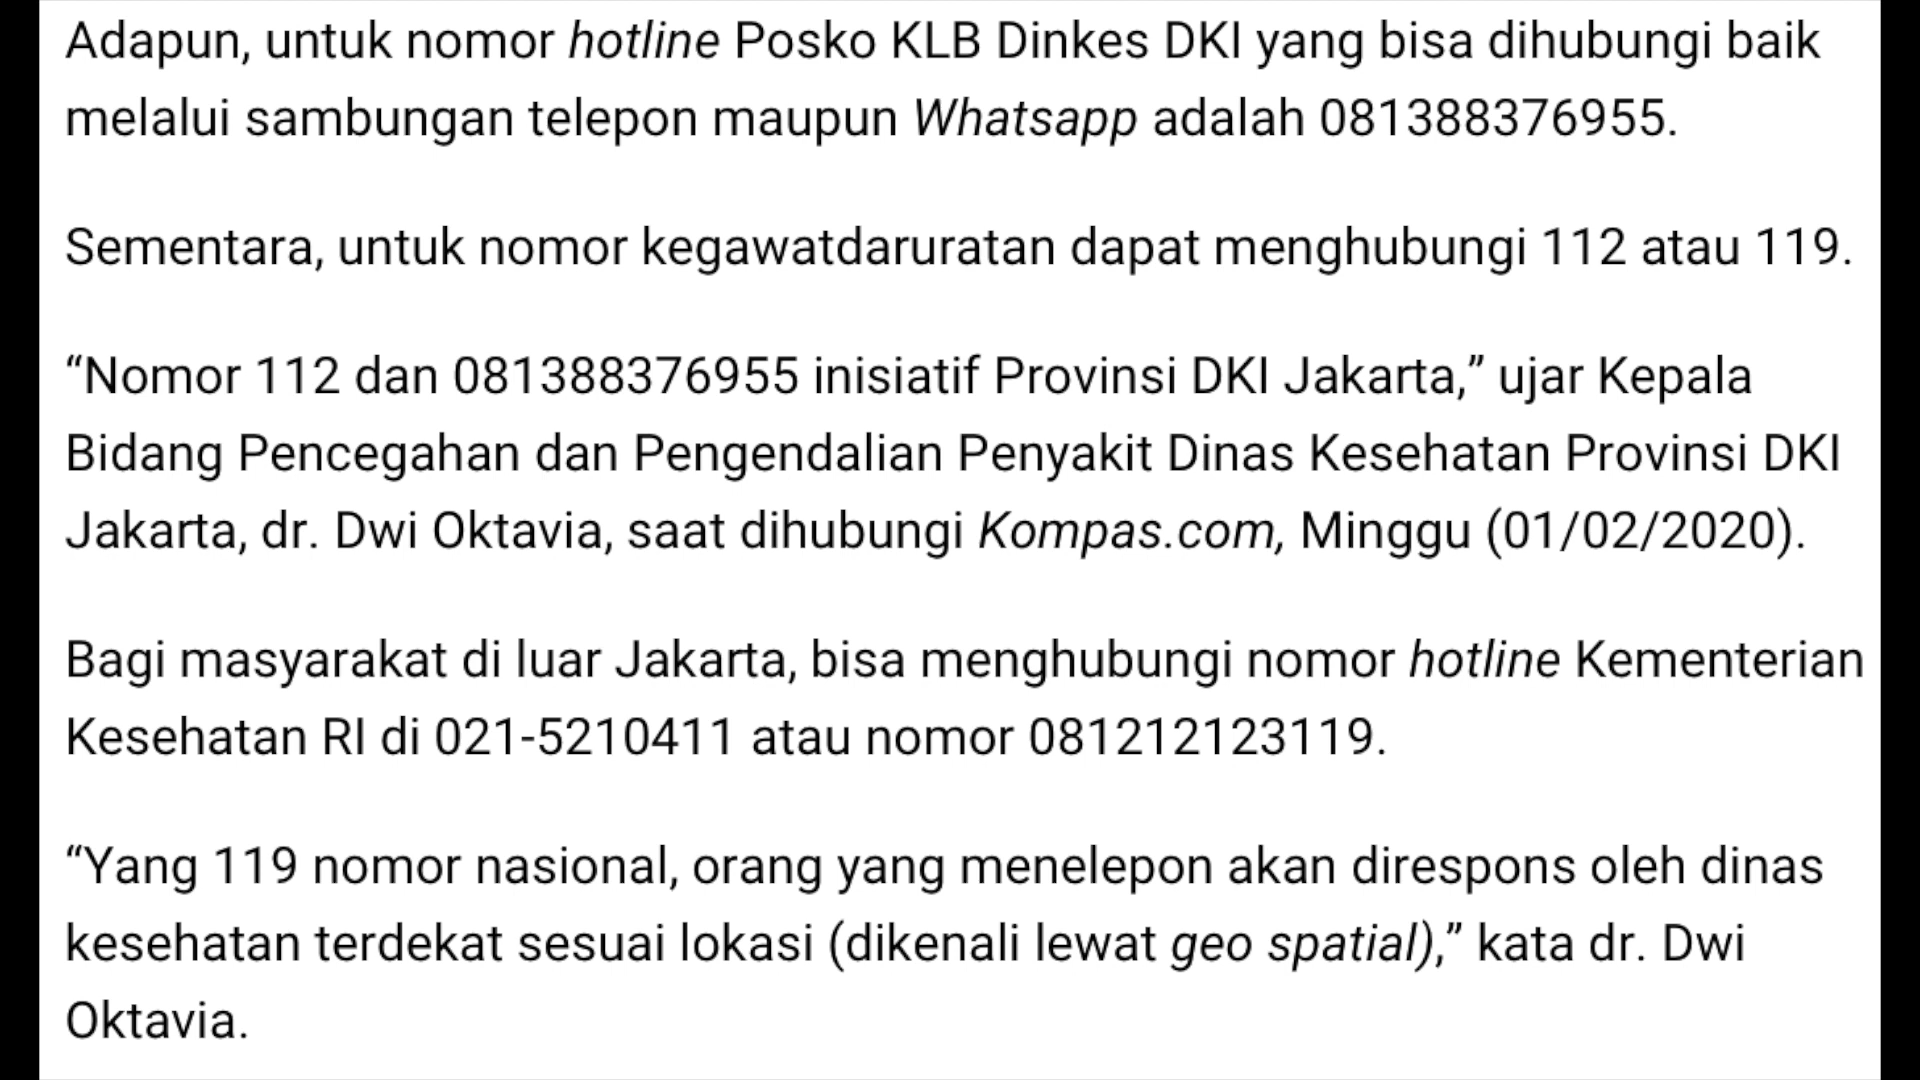 Adapun, untuk nomor hotline Posko KLB Dinkes DKI yang bisa dihubungi baik
melalui sambungan telepon maupun Whatsapp adalah 081388376955.
Sementara, untuk nomor kegawatdaruratan dapat menghubungi 112 atau 119.
“Nomor 112 dan 081388376955 inisiatif Provinsi DKI Jakarta,” ujar Kepala
Bidang Pencegahan dan Pengendalian Penyakit Dinas Kesehatan Provinsi DKI
Jakarta, dr. Dwi Oktavia, saat dihubungi Kompas.com, Minggu (01/02/2020).
Bagi masyarakat di luar Jakarta, bisa menghubungi nomor hotline Kementerian
Kesehatan RI di 021-5210411 atau nomor 081212123119.
“Yang 119 nomor nasional, orang yang menelepon akan direspons oleh dinas
kesehatan terdekat sesuai lokasi (dikenali lewat geo spatial),” kata dr. Dwi
Oktavia.